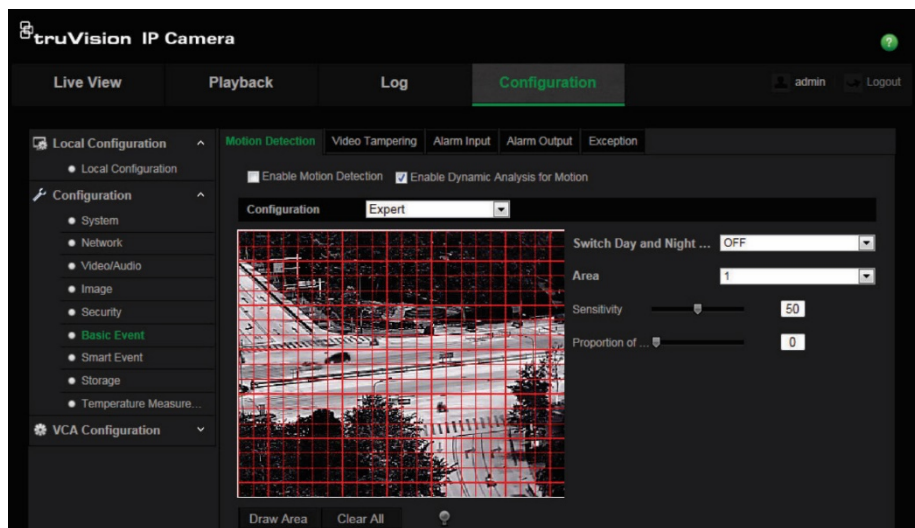 truVision IP Camera
?
Live View Playback Log Configuration admin Logout
Local Configuration
Local Configuration
Configuration
System
Network
Video/Audio
Image
Security
Basic Event
Smart Event
Storage
Temperature Measure...
VCA Configuration
Motion Detection Video Tampering Alarm Input Alarm Output Exception
Enable Motion Detection Enable Dynamic Analysis for Motion
Configuration Expert
Switch Day and Night ... OFF
Area 1
Sensitivity 50
Proportion of ... 0
Draw Area Clear All